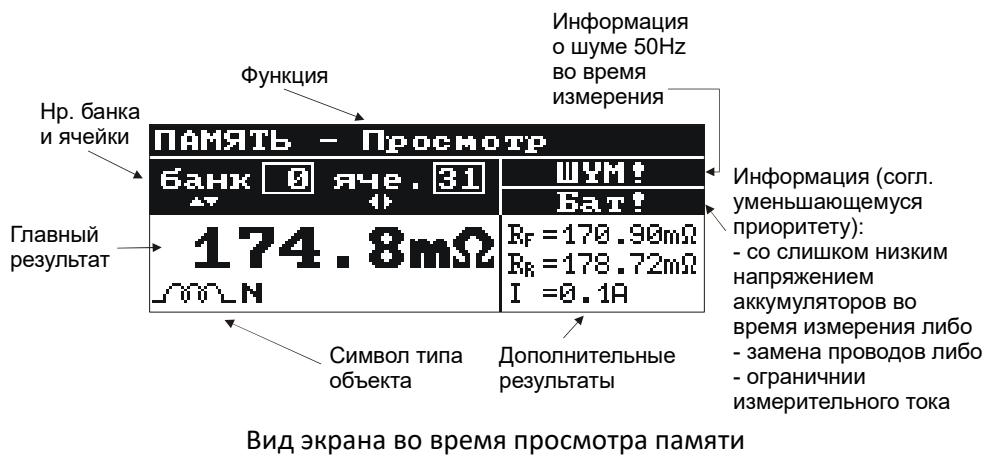 Информация
о шуме 50Hz
во время
измерения
Функция
Нр. банка
и ячейки
ПАМЯТЬ – Просмотр
банк 0 яче. 31
ШУМ!
Бат!
Главный
результат
174.8mΩ
N
RF =170.90mΩ
RR =178.72mΩ
I =0.1A
Информация (согл.
уменьшающемуся
приоритету):
- со слишком низким
напряжением
аккумуляторов во
время измерения либо
- замена проводов либо
- ограничнии
измерительного тока
Символ типа
объекта
Дополнительные
результаты
Вид экрана во время просмотра памяти